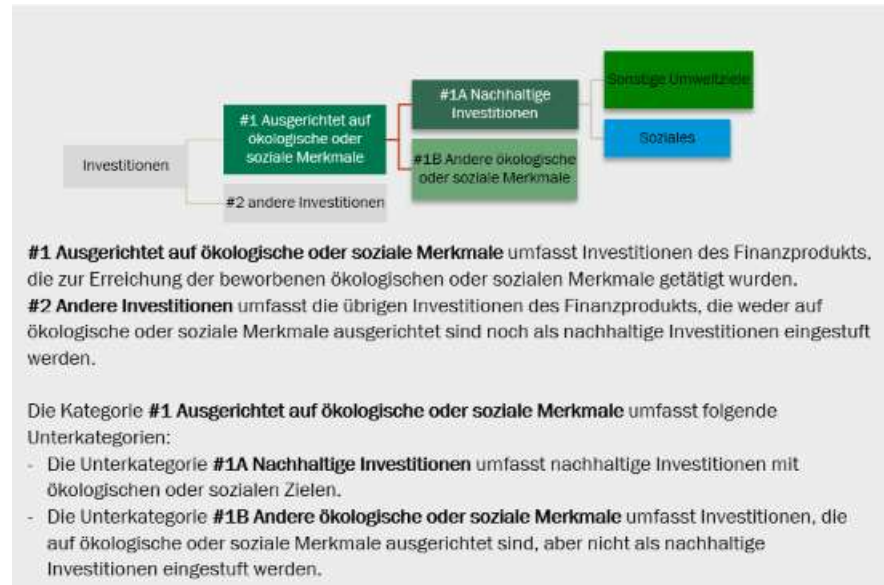 Investitionen
#1 Ausgerichtet auf
ökologische oder
soziale Merkmale
#2 andere Investitionen
#1A Nachhaltige
Investitionen
#1B Andere ökologische
oder soziale Merkmale
Sonstige Umweltziele
Soziales
#1 Ausgerichtet auf ökologische oder soziale Merkmale umfasst Investitionen des Finanzprodukts,
die zur Erreichung der beworbenen ökologischen oder sozialen Merkmale getätigt wurden.
#2 Andere Investitionen umfasst die übrigen Investitionen des Finanzprodukts, die weder auf
ökologische oder soziale Merkmale ausgerichtet sind noch als nachhaltige Investitionen eingestuft
werden.
Die Kategorie #1 Ausgerichtet auf ökologische oder soziale Merkmale umfasst folgende
Unterkategorien:
- Die Unterkategorie #1A Nachhaltige Investitionen umfasst nachhaltige Investitionen mit
ökologischen oder sozialen Zielen.
- Die Unterkategorie #1B Andere ökologische oder soziale Merkmale umfasst Investitionen, die
auf ökologische oder soziale Merkmale ausgerichtet sind, aber nicht als nachhaltige
Investitionen eingestuft werden.